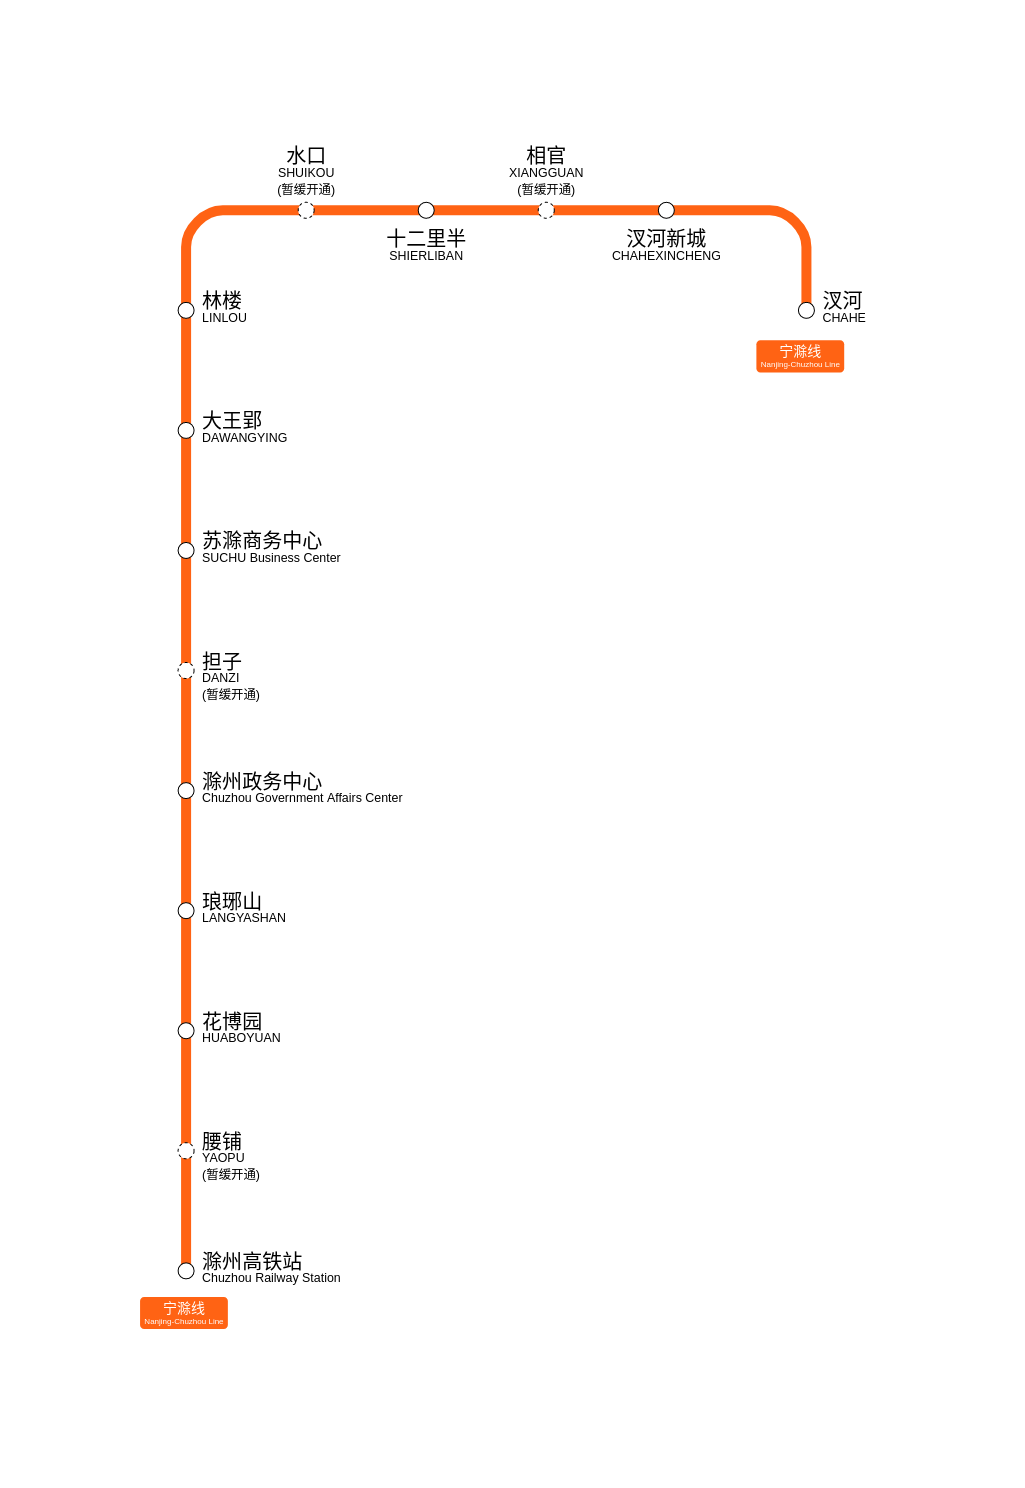 水口
SHUIKOU
(暂缓开通)
相官
XIANGGUAN
(暂缓开通)
十二里半
SHIERLIBAN
汊河新城
CHAHEXINCHENG
林楼
LINLOU
汊河
CHAHE
宁滁线
Nanjing-Chuzhou Line
大王郢
DAWANGYING
苏滁商务中心
SUCHU Business Center
担子
DANZI
(暂缓开通)
滁州政务中心
Chuzhou Government Affairs Center
琅琊山
LANGYASHAN
花博园
HUABOYUAN
腰铺
YAOPU
(暂缓开通)
滁州高铁站
Chuzhou Railway Station
宁滁线
Nanjing-Chuzhou Line